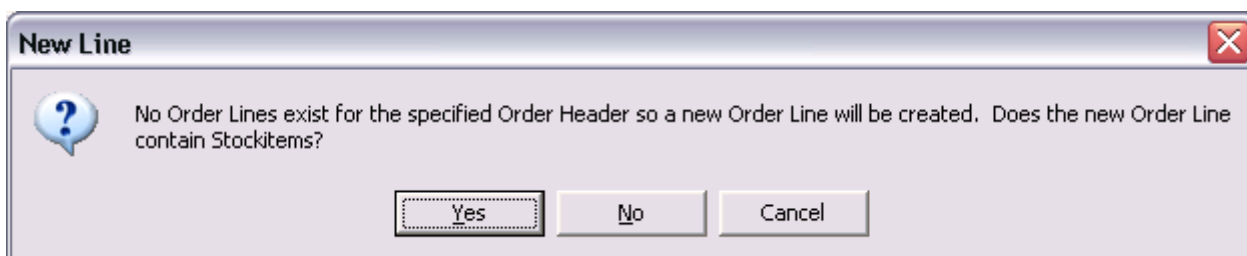 New Line
No Order Lines exist for the specified Order Header so a new Order Line will be created.  Does the new Order Line
contain Stockitems?
Yes
No
Cancel